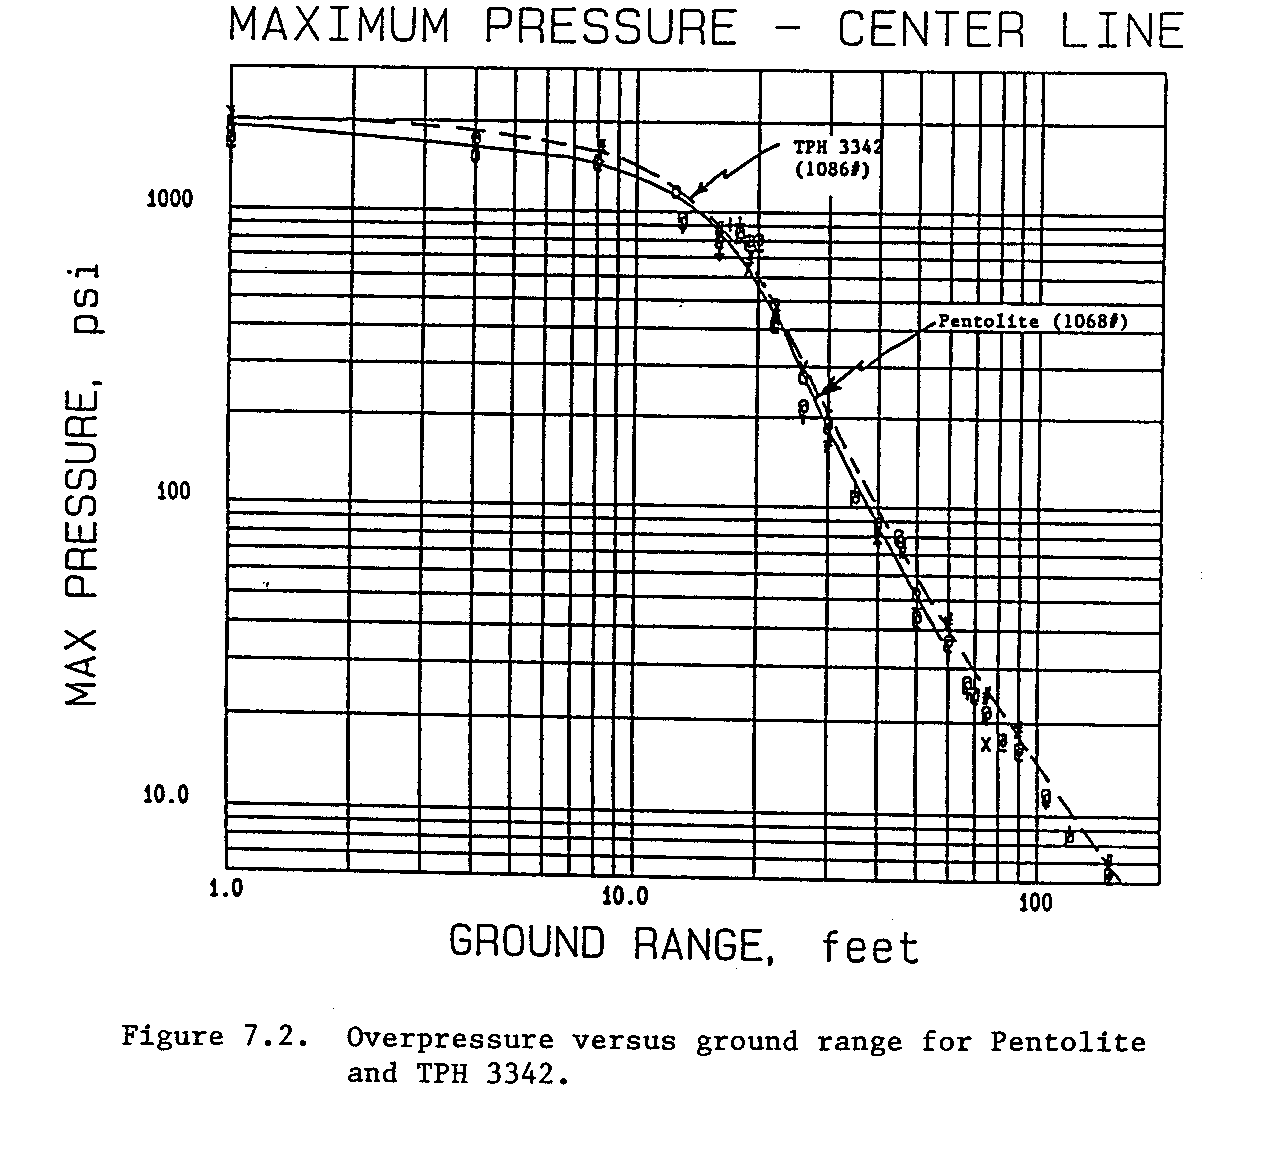 MAXIMUM PRESSURE - CENTER LINE
TPH 3342
(1086#)
1000
Pentolite (1068#)
MAX PRESSURE, psi
100
10.0
1.0
10.0
100
GROUND RANGE, feet
Figure 7.2. Overpressure versus ground range for Pentolite
and TPH 3342.